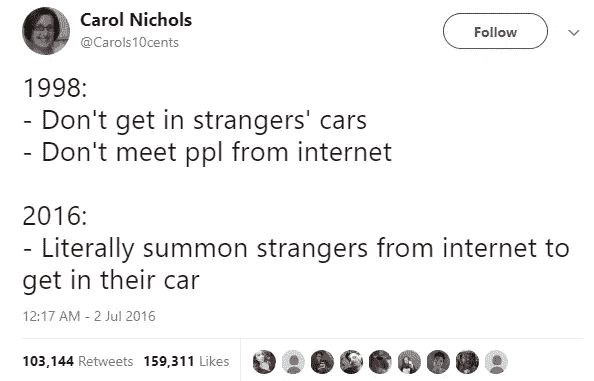 Carol Nichols
@Carols10cents
Follow
1998:
- Don't get in strangers' cars
- Don't meet ppl from internet
2016:
- Literally summon strangers from internet to
get in their car
12:17 AM - 2 Jul 2016
103,144 Retweets 159,311 Likes